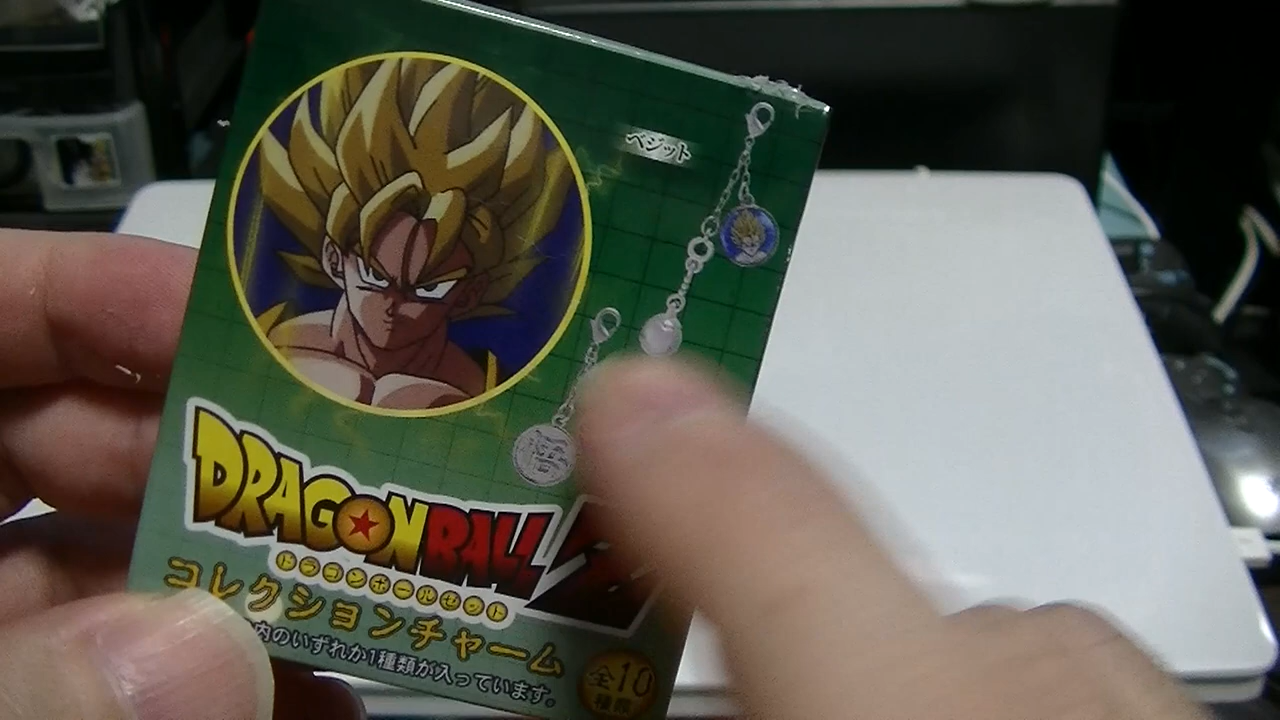 ベジット
DRAGONBALL Z
ドラゴンボールゼット
コレクションチャーム
内のいずれか1種類が入っています。
全10
種類